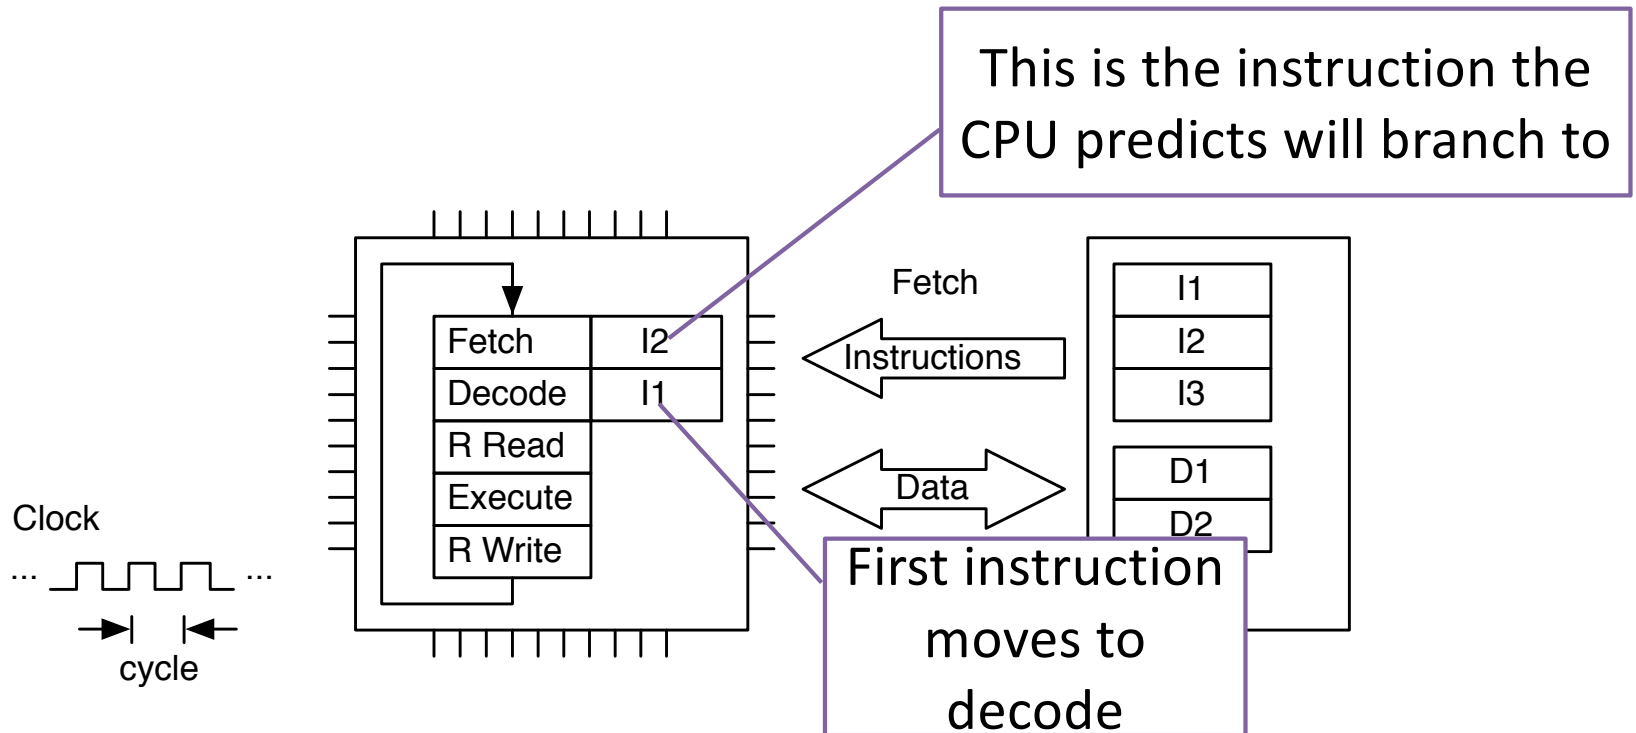 This is the instruction the
CPU predicts will branch to
Fetch
I1
Fetch I2
I2
Instructions
Decode I1
I3
R Read
D1
Execute
Data
Clock
D2
R Write
... ...
First instruction
moves to
decode
cycle